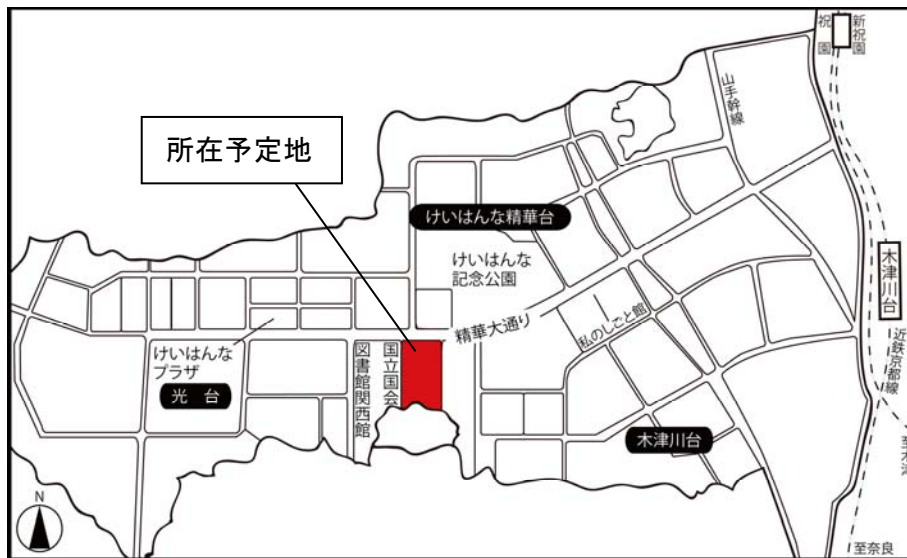 新祝園
祝園
山手幹線
所在予定地
けいはんな精華台
けいはんな
記念公園
木津川台
精華大通り
私のしごと館
近鉄京都線
けいはんな
プラザ
光 台
国立国会
図書館関西館
木津川台
至木津
N
至奈良